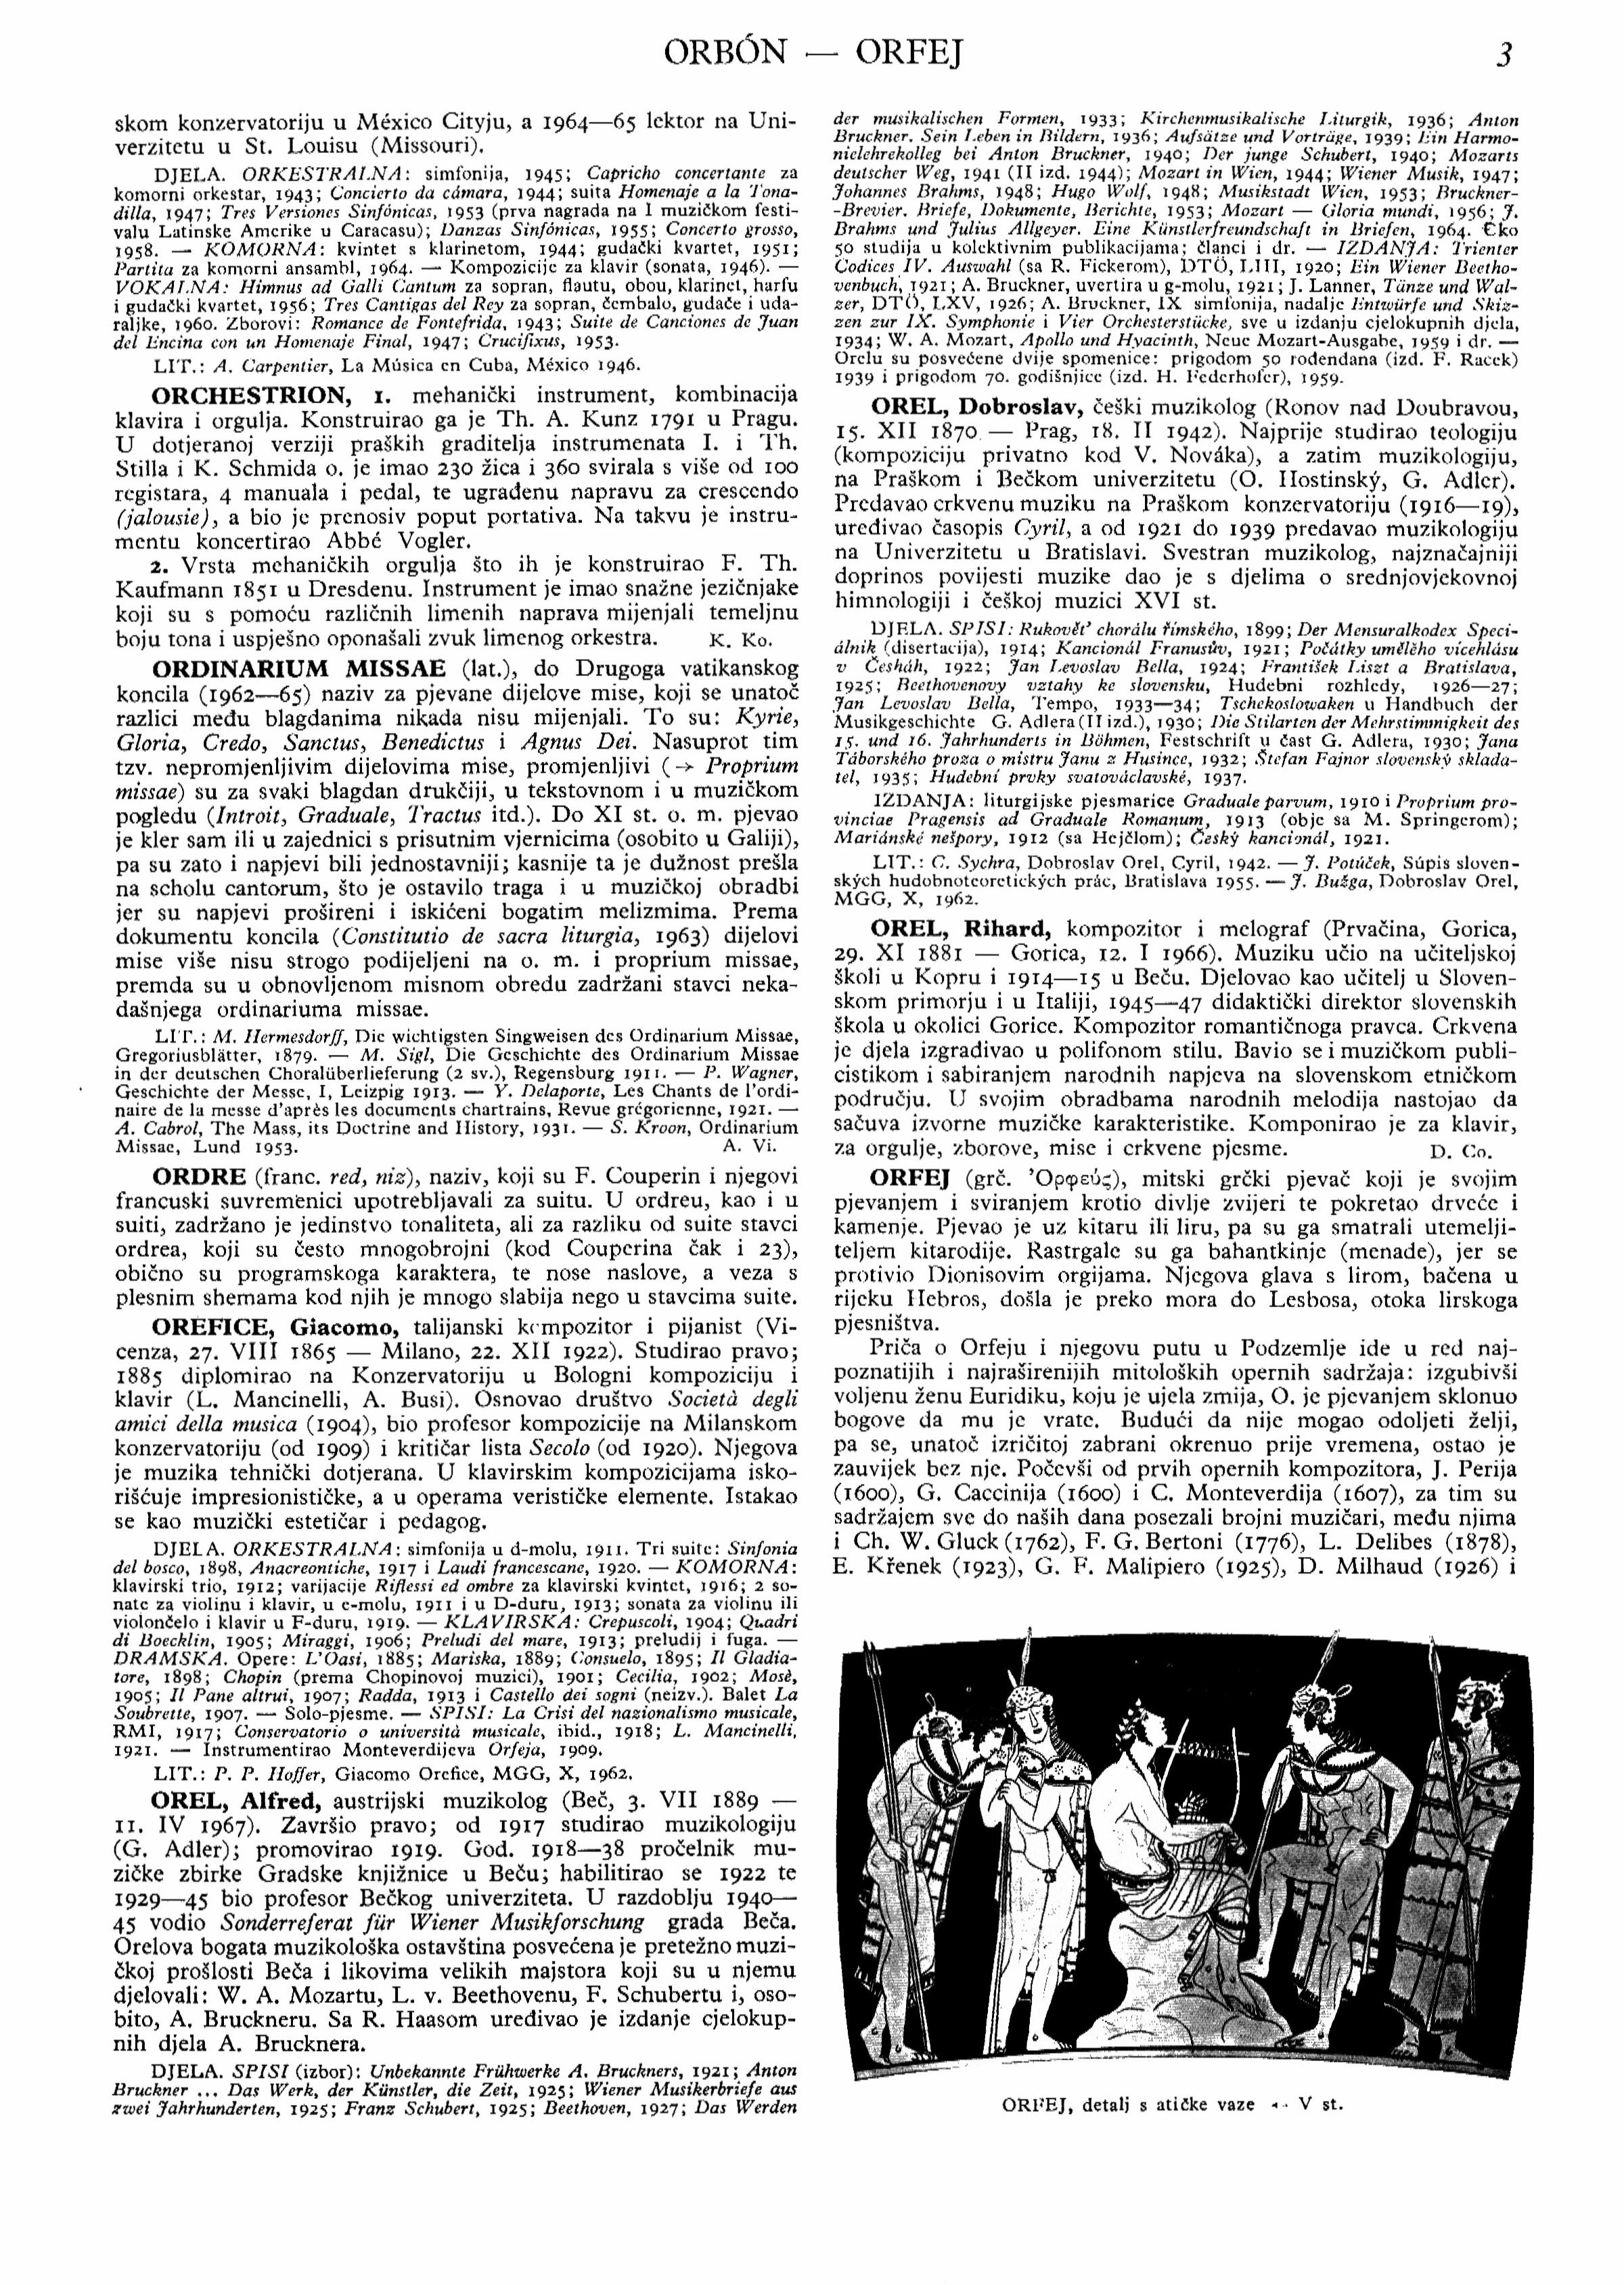 ORBÓN — ORFEJ
3
skom konzervatoriju u México Cityju, a 1964—65 lektor na Uni-
verzitetu u St. Louisu (Missouri).
DJELA. ORKESTRALNA: simfonija, 1945; Capricho concertante za
komorni orkestar, 1943; Concierto da cámara, 1944; suita Homenaje a la Tona-
dilla, 1947; Tres Versiones Sinfónicas, 1953 (prva nagrada na I muzičkom festi-
valu Latinske Amerike u Caracasu); Danzas Sinfónicas, 1955; Concerto grosso,
1958. — KOMORNA: kvintet s klarinetom, 1944; gudački kvartet, 1951;
Partita za komorni ansambl, 1964. — Kompozicije za klavir (sonata, 1946). —
VOKALNA: Himnus ad Galli Cantum za sopran, flautu, obou, klarinet, harfu
i gudački kvartet, 1956; Tres Cantigas del Rey za sopran, čembalo, gudače i uda-
raljke, 1960. Zborovi: Romance de Fontefrida, 1943; Suite de Canciones de Juan
del Encina con un Homenaje Final, 1947; Crucifixus, 1953.
LIT.: A. Carpentier, La Música en Cuba, México 1946.
ORCHESTRION, 1. mehanički instrument, kombinacija
klavira i orgulja. Konstruirao ga je Th. A. Kunz 1791 u Pragu.
U dotjeranoj verziji praških graditelja instrumenata I. i Th.
Stilla i K. Schmida o. je imao 230 žica i 360 svirala s više od 100
registara, 4 manuala i pedal, te ugrađenu napravu za crescendo
(jalousie), a bio je prenosiv poput portativa. Na takvu je instru-
mentu koncertirao Abbé Vogler.
2. Vrsta mehaničkih orgulja što ih je konstruirao F. Th.
Kaufmann 1851 u Dresdenu. Instrument je imao snažne jezičnjake
koji su s pomoću različnih limenih naprava mijenjali temeljnu
boju tona i uspješno oponašali zvuk limenog orkestra. K. Ko.
ORDINARIUM MISSAE (lat.), do Drugoga vatikanskog
koncila (1962—65) naziv za pjevane dijelove mise, koji se unatoč
razlici među blagdanima nikada nisu mijenjali. To su: Kyrie,
Gloria, Credo, Sanctus, Benedictus i Agnus Dei. Nasuprot tim
tzv. nepromjenljivim dijelovima mise, promjenljivi (→ Proprium
missae) su za svaki blagdan drukčiji, u tekstovnom i u muzičkom
pogledu (Introit, Graduale, Tractus itd.). Do XI st. o. m. pjevao
je kler sam ili u zajednici s prisutnim vjernicima (osobito u Galiji),
pa su zato i napjevi bili jednostavniji; kasnije ta je dužnost prešla
na scholu cantorum, što je ostavilo traga i u muzičkoj obradbi
jer su napjevi prošireni i iskićeni bogatim melizmima. Prema
dokumentu koncila (Constitutio de sacra liturgia, 1963) dijelovi
mise više nisu strogo podijeljeni na o. m. i proprium missae,
premda su u obnovljenom misnom obredu zadržani stavci neka-
dašnjega ordinariuma missae.
LIT.: M. Hermesdorff, Die wichtigsten Singweisen des Ordinarium Missae,
Gregoriusblätter, 1879. — M. Sigl, Die Geschichte des Ordinarium Missae
in der deutschen Choralüberlieferung (2 sv.), Regensburg 1911. — P. Wagner,
Geschichte der Messe, I, Leizpig 1913. — Y. Delaporte, Les Chants de l'ordi-
naire de la messe d'après les documents chartrains, Revue grégorienne, 1921. —
A. Cabrol, The Mass, its Doctrine and History, 1931. — S. Kroon, Ordinarium
Missae, Lund 1953. A. Vi.
ORDRE (franc. red, niz), naziv, koji su F. Couperin i njegovi
francuski suvremenici upotrebljavali za suitu. U ordreu, kao i u
suiti, zadržano je jedinstvo tonaliteta, ali za razliku od suite stavci
ordrea, koji su često mnogobrojni (kod Couperina čak i 23),
obično su programskoga karaktera, te nose naslove, a veza s
plesnim shemama kod njih je mnogo slabija nego u stavcima suite.
OREFICE, Giacomo, talijanski kompozitor i pijanist (Vi-
cenza, 27. VIII 1865 — Milano, 22. XII 1922). Studirao pravo;
1885 diplomirao na Konzervatoriju u Bologni kompoziciju i
klavir (L. Mancinelli, A. Busi). Osnovao društvo Società degli
amici della musica (1904), bio profesor kompozicije na Milanskom
konzervatoriju (od 1909) i kritičar lista Secolo (od 1920). Njegova
je muzika tehnički dotjerana. U klavirskim kompozicijama isko-
rišćuje impresionističke, a u operama verističke elemente. Istakao
se kao muzički estetičar i pedagog.
DJELA. ORKESTRALNA: simfonija u d-molu, 1911. Tri suite: Sinfonia
del bosco, 1898, Anacreontiche, 1917 i Laudi francescane, 1920. — KOMORNA:
klavirski trio, 1912; varijacije Riflessi ed ombre za klavirski kvintet, 1916; 2 so-
nate za violinu i klavir, u e-molu, 1911 i u D-duru, 1913; sonata za violinu ili
violončelo i klavir u F-duru, 1919. — KLAVIRSKA: Crepuscoli, 1904; Quadri
di Boecklin, 1905; Miraggi, 1906; Preludi del mare, 1913; preludij i fuga. —
DRAMSKA. Opere: L'Oasi, 1885; Mariska, 1889; Consuelo, 1895; Il Gladia-
tore, 1898; Chopin (prema Chopinovoj muzici), 1901; Cecilia, 1902; Mosè,
1905; Il Pane altrui, 1907; Radda, 1913 i Castello dei sogni (neizv.). Balet La
Soubrette, 1907. — Solo-pjesme. — SPISI: La Crisi del nazionalismo musicale,
RMI, 1917; Conservatorio o università musicale, ibid., 1918; L. Mancinelli,
1921. — Instrumentirao Monteverdijeva Orfeja, 1909.
LIT.: P. P. Hoffer, Giacomo Orefice, MGG, X, 1962.
OREL, Alfred, austrijski muzikolog (Beč, 3. VII 1889 —
11. IV 1967). Završio pravo; od 1917 studirao muzikologiju
(G. Adler); promovirao 1919. God. 1918—38 pročelnik mu-
zičke zbirke Gradske knjižnice u Beču; habilitirao se 1922 te
1929—45 bio profesor Bečkog univerziteta. U razdoblju 1940—
45 vodio Sonderreferat für Wiener Musikforschung grada Beča.
Orelova bogata muzikološka ostavština posvećena je pretežno muzi-
čkoj prošlosti Beča i likovima velikih majstora koji su u njemu
djelovali: W. A. Mozartu, L. v. Beethovenu, F. Schubertu i, oso-
bito, A. Bruckneru. Sa R. Haasom uređivao je izdanje cjelokup-
nih djela A. Brucknera.
DJELA. SPISI (izbor): Unbekannte Frühwerke A. Bruckners, 1921; Anton
Bruckner ... Das Werk, der Künstler, die Zeit, 1925; Wiener Musikerbriefe aus
zwei Jahrhunderten, 1925; Franz Schubert, 1925; Beethoven, 1927; Das Werden
der musikalischen Formen, 1933; Kirchenmusikalische Liturgik, 1936; Anton
Bruckner. Sein Leben in Bildern, 1936; Aufsätze und Vorträge, 1939; Ein Harmo-
nielehrekolleg bei Anton Bruckner, 1940; Der junge Schubert, 1940; Mozarts
deutscher Weg, 1941 (II izd. 1944); Mozart in Wien, 1944; Wiener Musik, 1947;
Johannes Brahms, 1948; Hugo Wolf, 1948; Musikstadt Wien, 1953; Bruckner-
-Brevier. Briefe, Dokumente, Berichte, 1953; Mozart — Gloria mundi, 1956; J.
Brahms und Julius Allgeyer. Eine Künstlerfreundschaft in Briefen, 1964. Oko
50 studija u kolektivnim publikacijama; članci i dr. — IZDANJA: Trienter
Codices IV. Auswahl (sa R. Fickerom), DTÖ, LIII, 1920; Ein Wiener Beetho-
venbuch, 1921; A. Bruckner, uvertira u g-molu, 1921; J. Lanner, Tänze und Wal-
zer, DTÖ, LXV, 1926; A. Bruckner, IX simfonija, nadalje Entwürfe und Skiz-
zen zur IX. Symphonie i Vier Orchesterstücke, sve u izdanju cjelokupnih djela,
1934; W. A. Mozart, Apollo und Hyacinth, Neue Mozart-Ausgabe, 1959 i dr. —
Orelu su posvećene dvije spomenice: prigodom 50 rođendana (izd. F. Racek)
1939 i prigodom 70. godišnjice (izd. H. Federhofer), 1959.
OREL, Dobroslav, češki muzikolog (Ronov nad Doubravou,
15. XII 1870 — Prag, 18. II 1942). Najprije studirao teologiju
(kompoziciju privatno kod V. Nováka), a zatim muzikologiju,
na Praškom i Bečkom univerzitetu (O. Hostinský, G. Adler).
Predavao crkvenu muziku na Praškom konzervatoriju (1916—19),
uređivao časopis Cyril, a od 1921 do 1939 predavao muzikologiju
na Univerzitetu u Bratislavi. Svestran muzikolog, najznačajniji
doprinos povijesti muzike dao je s djelima o srednjovjekovnoj
himnologiji i češkoj muzici XVI st.
DJELA. SPISI: Rukovět' chorálu římského, 1899; Der Mensuralkodex Speci-
álnik (disertacija), 1914; Kancionál Franusův, 1921; Počátky umělého vícehlásu
v Česháh, 1922; Jan Levoslav Bella, 1924; František Liszt a Bratislava,
1925; Beethovenovy vztahy ke slovensku, Hudební rozhledy, 1926—27;
Jan Levoslav Bella, Tempo, 1933—34; Tschekoslowaken u Handbuch der
Musikgeschichte G. Adlera (II izd.), 1930; Die Stilarten der Mehrstimmigkeit des
15. und 16. Jahrhunderts in Böhmen, Festschrift u čast G. Adlera, 1930; Jana
Táborského proza o mistru Janu z Husince, 1932; Štefan Fajnor slovenský sklada-
tel, 1935; Hudební prvky svatováclavské, 1937.
IZDANJA: liturgijske pjesmarice Graduale parvum, 1910 i Proprium pro-
vinciae Pragensis ad Graduale Romanum, 1913 (obje sa M. Springerom);
Mariánské nešpory, 1912 (sa Hejčlom); Český kancionál, 1921.
LIT.: C. Sychra, Dobroslav Orel, Cyril, 1942. — J. Potúček, Súpis sloven-
ských hudobnoteoretických prác, Bratislava 1955. — J. Bužga, Dobroslav Orel,
MGG, X, 1962.
OREL, Rihard, kompozitor i melograf (Prvačina, Gorica,
29. XI 1881 — Gorica, 12. I 1966). Muziku učio na učiteljskoj
školi u Kopru i 1914—15 u Beču. Djelovao kao učitelj u Sloven-
skom primorju i u Italiji, 1945—47 didaktički direktor slovenskih
škola u okolici Gorice. Kompozitor romantičnoga pravca. Crkvena
je djela izgrađivao u polifonom stilu. Bavio se i muzičkom publi-
cistikom i sabiranjem narodnih napjeva na slovenskom etničkom
području. U svojim obradbama narodnih melodija nastojao da
sačuva izvorne muzičke karakteristike. Komponirao je za klavir,
za orgulje, zborove, mise i crkvene pjesme. D. Co.
ORFEJ (grč. Ὀρφεύς), mitski grčki pjevač koji je svojim
pjevanjem i sviranjem krotio divlje zvijeri te pokretao drveće i
kamenje. Pjevao je uz kitaru ili liru, pa su ga smatrali utemelji-
teljem kitarodije. Rastrgale su ga bahantkinje (menade), jer se
protivio Dionisovim orgijama. Njegova glava s lirom, bačena u
rijeku Hebros, došla je preko mora do Lesbosa, otoka lirskoga
pjesništva.
Priča o Orfeju i njegovu putu u Podzemlje ide u red naj-
poznatijih i najraširenijih mitoloških opernih sadržaja: izgubivši
voljenu ženu Euridiku, koju je ujela zmija, O. je pjevanjem sklonuo
bogove da mu je vrate. Budući da nije mogao odoljeti želji,
pa se, unatoč izričitoj zabrani okrenuo prije vremena, ostao je
zauvijek bez nje. Počevši od prvih opernih kompozitora, J. Perija
(1600), G. Caccinija (1600) i C. Monteverdija (1607), za tim su
sadržajem sve do naših dana posezali brojni muzičari, među njima
i Ch. W. Gluck (1762), F. G. Bertoni (1776), L. Delibes (1878),
E. Křenek (1923), G. F. Malipiero (1925), D. Milhaud (1926) i
ORFEJ, detalj s atičke vaze V st.